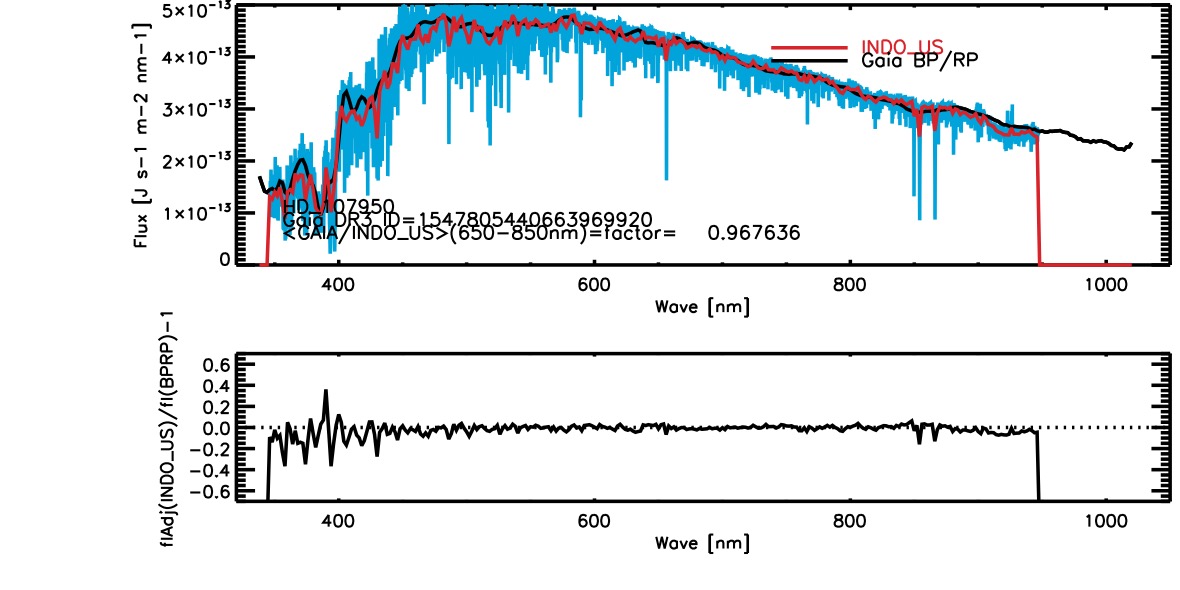 5×10−13
4×10−13
3×10−13
2×10−13
1×10−13
0
Flux [J s−1 m−2 nm−1]
INDO_US
Gaia BP/RP
HD_107950
Gaia DR3 ID=1547805440663969920
<GAIA/INDO_US>(650−850nm)=factor= 0.967636
400 600 800 1000
Wave [nm]
flAdj(INDO_US)/fl(BPRP)−1
0.6
0.4
0.2
0.0
−0.2
−0.4
−0.6
400 600 800 1000
Wave [nm]